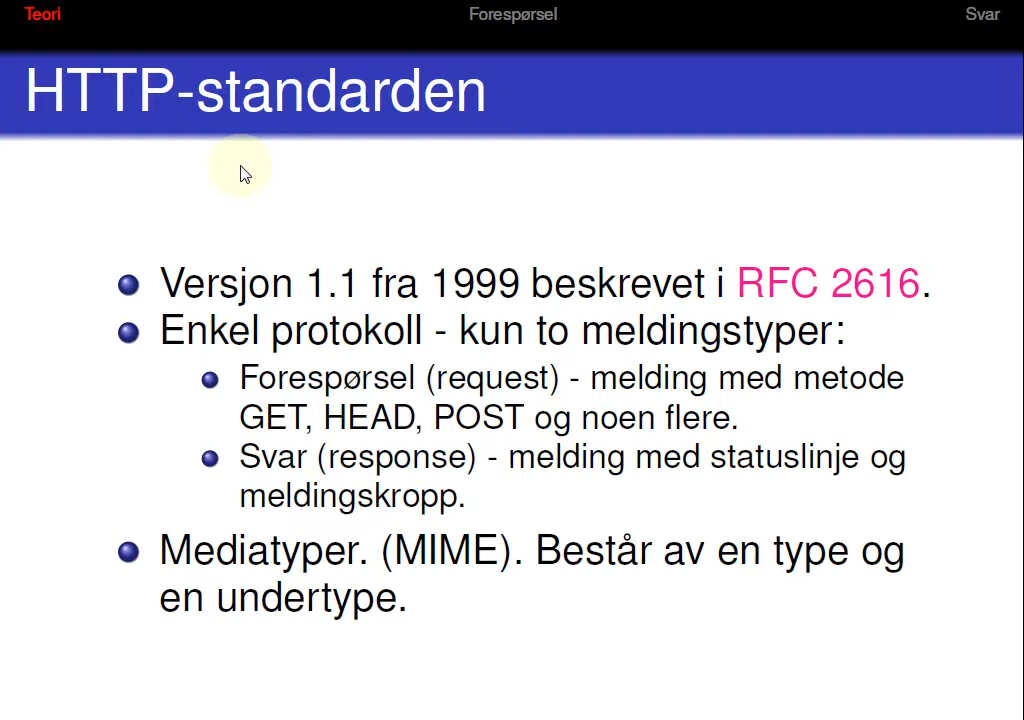 Teori Forespørsel Svar
HTTP-standarden
Versjon 1.1 fra 1999 beskrevet i RFC 2616.
Enkel protokoll - kun to meldingstyper:
Forespørsel (request) - melding med metode
GET, HEAD, POST og noen flere.
Svar (response) - melding med statuslinje og
meldingskropp.
Mediatyper. (MIME). Består av en type og
en undertype.